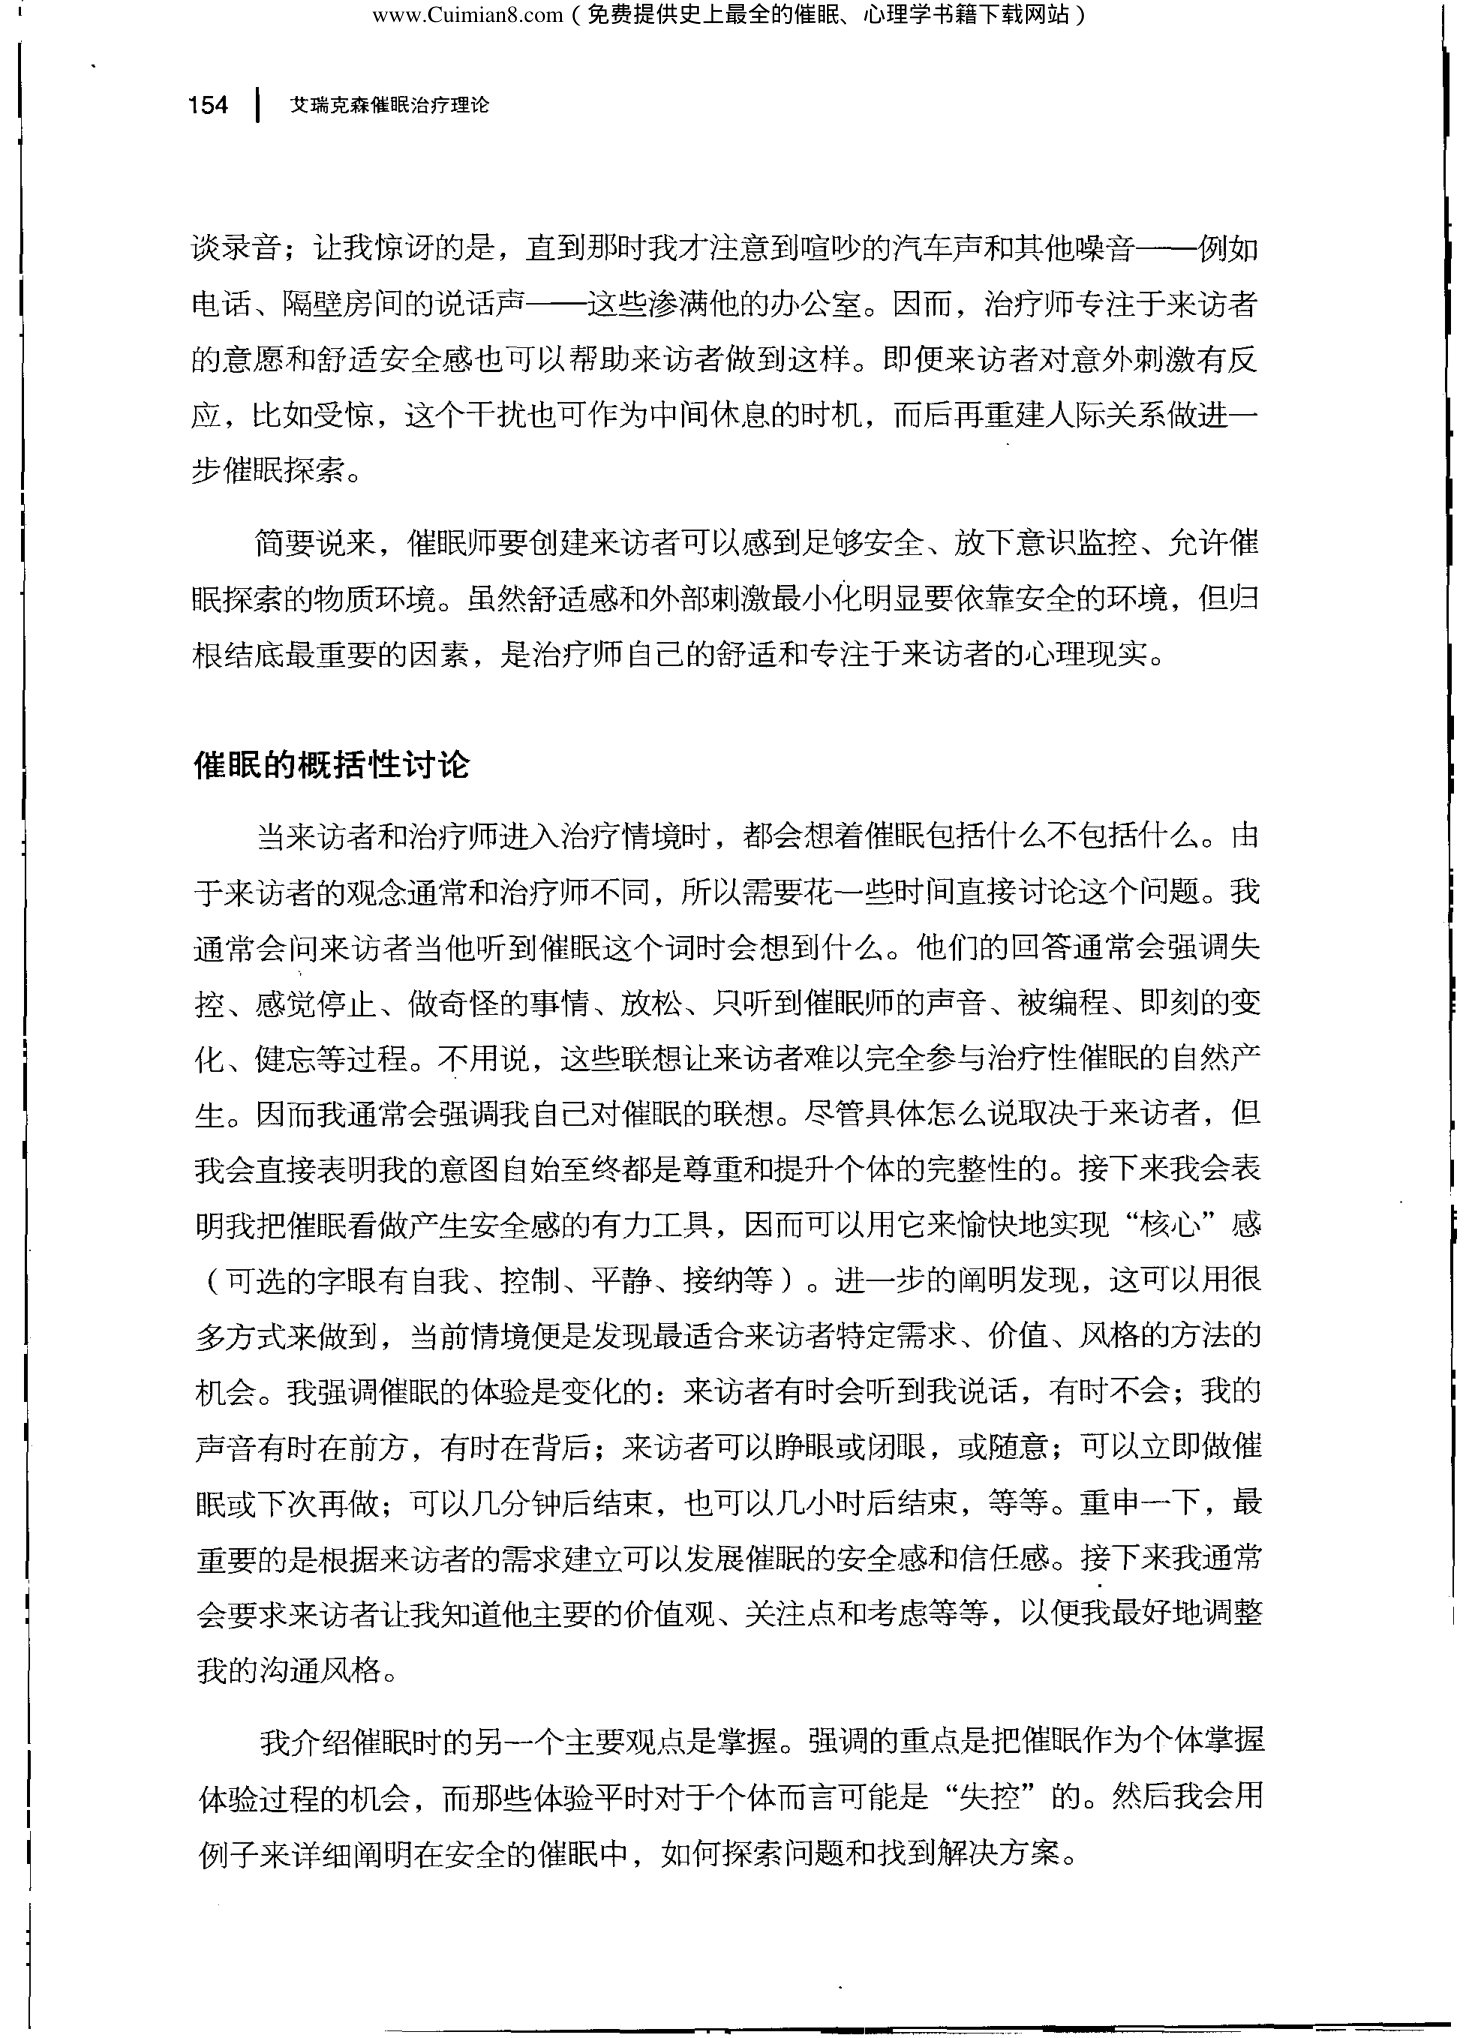 www.Cuimian8.com（免费提供史上最全的催眠、心理学书籍下载网站）
154 艾瑞克森催眠治疗理论
谈录音；让我惊讶的是，直到那时我才注意到喧吵的汽车声和其他噪音——例如
电话、隔壁房间的说话声——这些渗满他的办公室。因而，治疗师专注于来访者
的意愿和舒适安全感也可以帮助来访者做到这样。即便来访者对意外刺激有反
应，比如受惊，这个干扰也可作为中间休息的时机，而后再重建人际关系做进一
步催眠探索。
简要说来，催眠师要创建来访者可以感到足够安全、放下意识监控、允许催
眠探索的物质环境。虽然舒适感和外部刺激最小化明显要依靠安全的环境，但归
根结底最重要的因素，是治疗师自己的舒适和专注于来访者的心理现实。
催眠的概括性讨论
当来访者和治疗师进入治疗情境时，都会想着催眠包括什么不包括什么。由
于来访者的观念通常和治疗师不同，所以需要花一些时间直接讨论这个问题。我
通常会问来访者当他听到催眠这个词时会想到什么。他们的回答通常会强调失
控、感觉停止、做奇怪的事情、放松、只听到催眠师的声音、被编程、即刻的变
化、健忘等过程。不用说，这些联想让来访者难以完全参与治疗性催眠的自然产
生。因而我通常会强调我自己对催眠的联想。尽管具体怎么说取决于来访者，但
我会直接表明我的意图自始至终都是尊重和提升个体的完整性的。接下来我会表
明我把催眠看做产生安全感的有力工具，因而可以用它来愉快地实现“核心”感
（可选的字眼有自我、控制、平静、接纳等）。进一步的阐明发现，这可以用很
多方式来做到，当前情境便是发现最适合来访者特定需求、价值、风格的方法的
机会。我强调催眠的体验是变化的：来访者有时会听到我说话，有时不会；我的
声音有时在前方，有时在背后；来访者可以睁眼或闭眼，或随意；可以立即做催
眠或下次再做；可以几分钟后结束，也可以几小时后结束，等等。重申一下，最
重要的是根据来访者的需求建立可以发展催眠的安全感和信任感。接下来我通常
会要求来访者让我知道他主要的价值观、关注点和考虑等等，以便我最好地调整
我的沟通风格。
我介绍催眠时的另一个主要观点是掌握。强调的重点是把催眠作为个体掌握
体验过程的机会，而那些体验平时对于个体而言可能是“失控”的。然后我会用
例子来详细阐明在安全的催眠中，如何探索问题和找到解决方案。